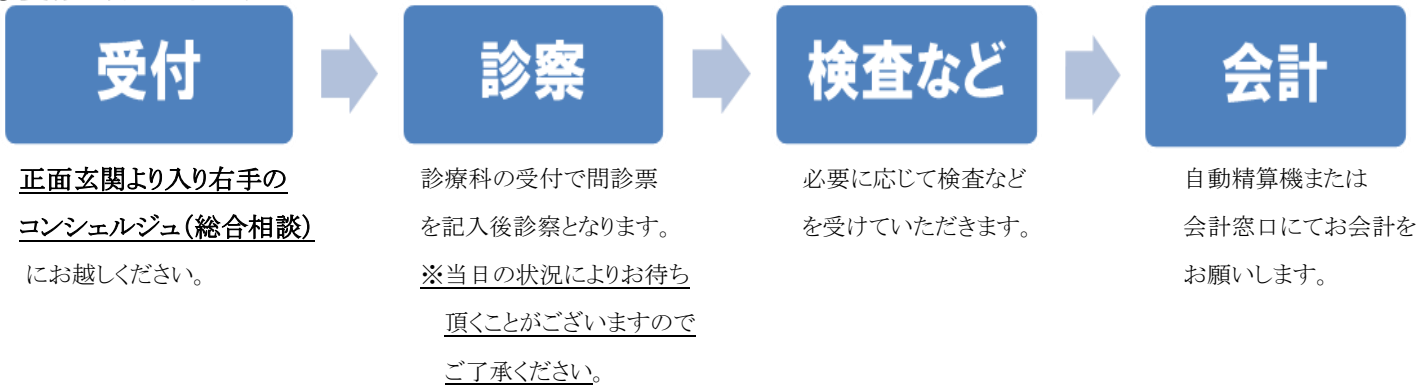 受付
正面玄関より入り右手の
コンシェルジュ（総合相談）
にお越しください。
診察
診療科の受付で問診票
を記入後診察となります。
※当日の状況によりお待ち
頂くことがございますので
ご了承ください。
検査など
必要に応じて検査など
を受けていただきます。
会計
自動精算機または
会計窓口にてお会計を
お願いします。